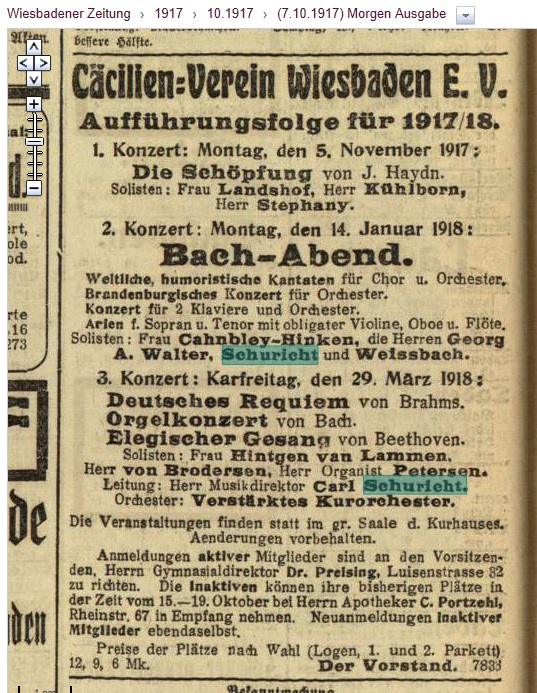 Wiesbadener Zeitung › 1917 › 10.1917 › (7.10.1917) Morgen Ausgabe
bessere Hälfte.
Cäcilien=Verein Wiesbaden E. V.
Aufführungsfolge für 1917/18.
1. Konzert: Montag, den 5. November 1917:
Die Schöpfung von J. Haydn.
Solisten: Frau Landshof, Herr Kühlborn,
Herr Stephany.
2. Konzert: Montag, den 14. Januar 1918:
Bach-Abend.
Weltliche, humoristische Kantaten für Chor u. Orchester.
Brandenburgisches Konzert für Orchester.
Konzert für 2 Klaviere und Orchester.
Arien f. Sopran u. Tenor mit obligater Violine, Oboe u. Flöte.
Solisten: Frau Cahnbley-Hinken, die Herren Georg
A. Walter, Schuricht und Weissbach.
3. Konzert: Karfreitag, den 29. März 1918:
Deutsches Requiem von Brahms.
Orgelkonzert von Bach.
Elegischer Gesang von Beethoven.
Solisten: Frau Hintgen van Lammen,
Herr von Brodersen, Herr Organist Petersen.
Leitung: Herr Musikdirektor Carl Schuricht.
Orchester: Verstärktes Kurorchester.
Die Veranstaltungen finden statt im gr. Saale d. Kurhauses.
Aenderungen vorbehalten.
Anmeldungen aktiver Mitglieder sind an den Vorsitzen-
den, Herrn Gymnasialdirektor Dr. Preising, Luisenstrasse 32
zu richten. Die inaktiven können ihre bisherigen Plätze in
der Zeit vom 15.—19. Oktober bei Herrn Apotheker C. Portzehl,
Rheinstr. 67 in Empfang nehmen. Neuanmeldungen inaktiver
Mitglieder ebendaselbst.
Preise der Plätze nach Wahl (Logen, 1. und 2. Parkett)
12, 9, 6 Mk. Der Vorstand. 7833
Bekanntmachung